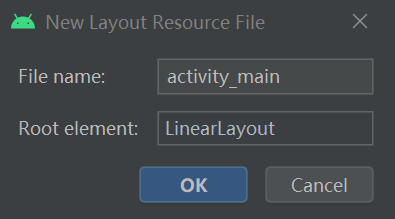 New Layout Resource File
File name: activity_main
Root element: LinearLayout
OK Cancel